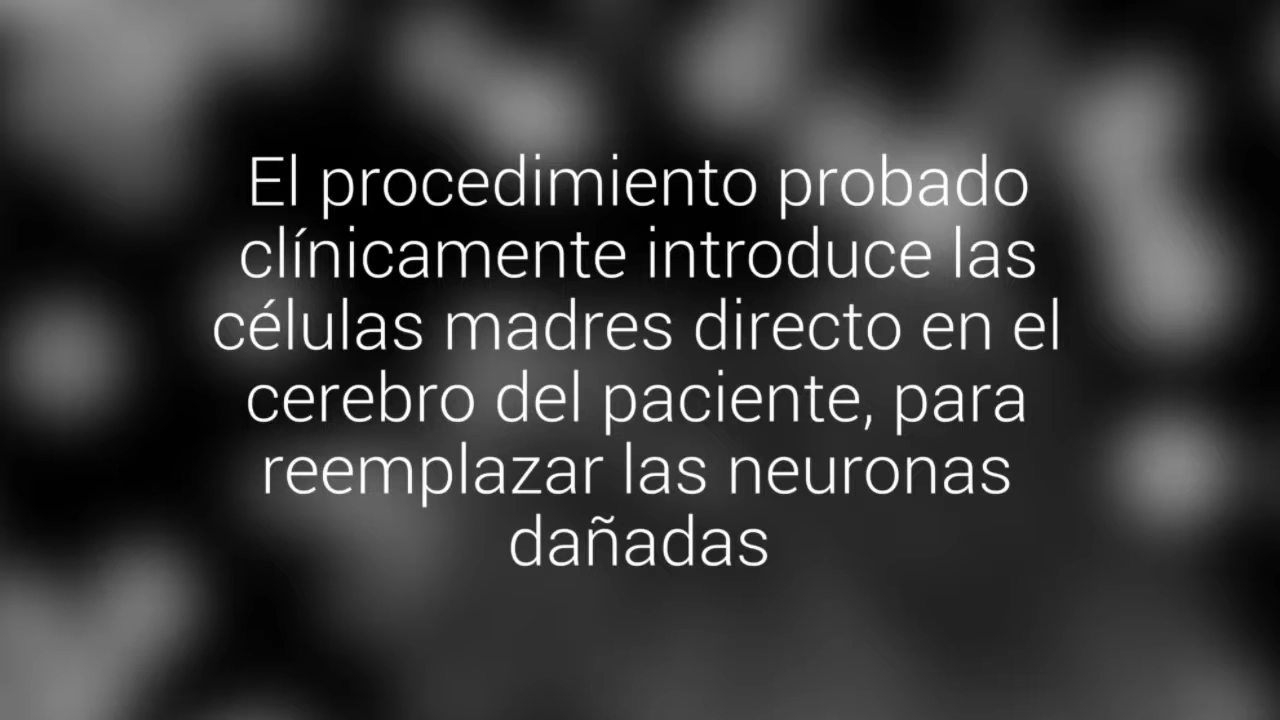 El procedimiento probado
clínicamente introduce las
células madres directo en el
cerebro del paciente, para
reemplazar las neuronas
dañadas